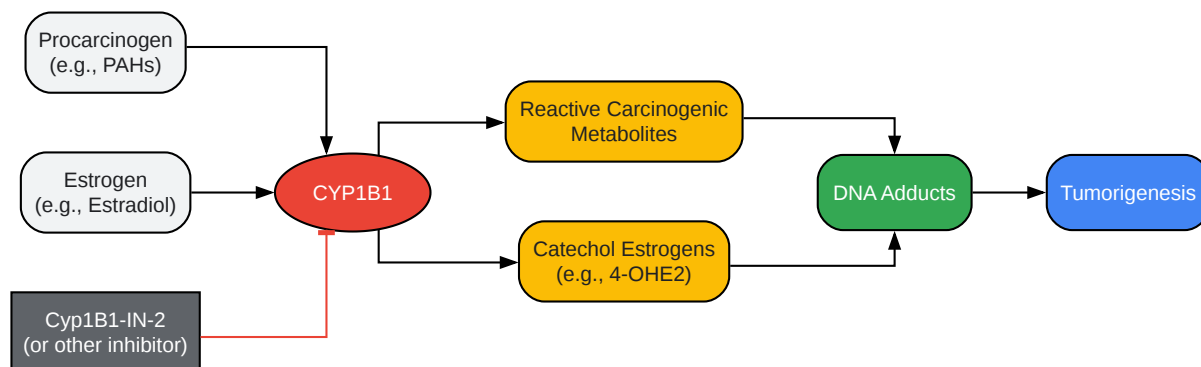 Procarcinogen
(e.g., PAHs)
Estrogen
(e.g., Estradiol)
Cyp1B1-IN-2
(or other inhibitor)
CYP1B1
Reactive Carcinogenic
Metabolites
Catechol Estrogens
(e.g., 4-OHE2)
DNA Adducts
Tumorigenesis